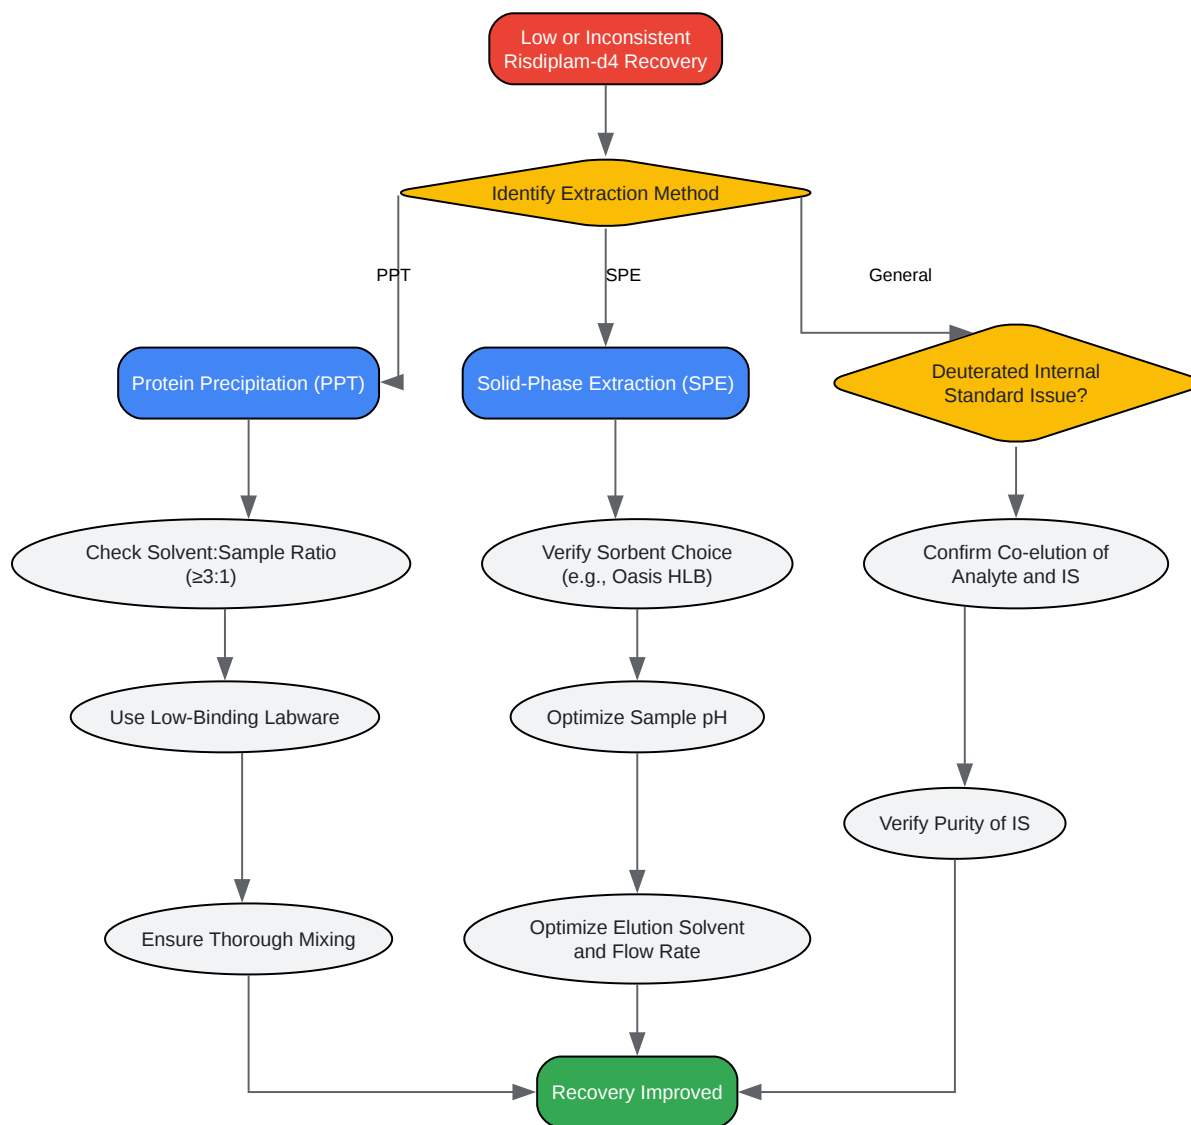 Low or Inconsistent
Risdiplam-d4 Recovery
Identify Extraction Method
PPT
SPE
General
Protein Precipitation (PPT)
Solid-Phase Extraction (SPE)
Deuterated Internal
Standard Issue?
Check Solvent:Sample Ratio
(≥3:1)
Verify Sorbent Choice
(e.g., Oasis HLB)
Confirm Co-elution of
Analyte and IS
Use Low-Binding Labware
Optimize Sample pH
Verify Purity of IS
Ensure Thorough Mixing
Optimize Elution Solvent
and Flow Rate
Recovery Improved